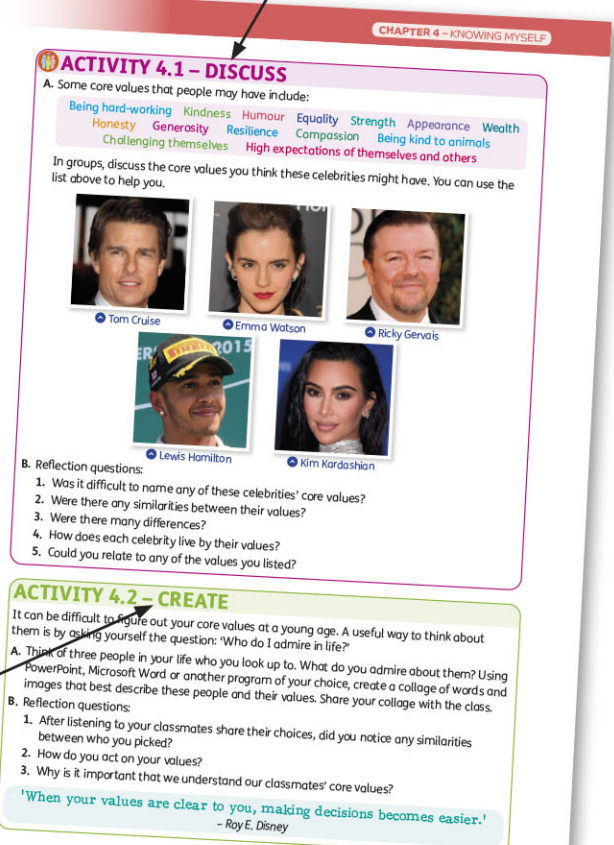 CHAPTER 4 – KNOWING MYSELF
ACTIVITY 4.1 – DISCUSS
A. Some core values that people may have include:
Being hard-working Kindness Humour Equality Strength Appearance Wealth
Honesty Generosity Resilience Compassion Being kind to animals
Challenging themselves High expectations of themselves and others
In groups, discuss the core values you think these celebrities might have. You can use the
list above to help you.
Tom Cruise
Emma Watson
Ricky Gervais
2015
Lewis Hamilton
Kim Kardashian
B. Reflection questions:
1. Was it difficult to name any of these celebrities' core values?
2. Were there any similarities between their values?
3. Were there many differences?
4. How does each celebrity live by their values?
5. Could you relate to any of the values you listed?
ACTIVITY 4.2 – CREATE
It can be difficult to figure out your core values at a young age. A useful way to think about
them is by asking yourself the question: 'Who do I admire in life?'
A. Think of three people in your life who you look up to. What do you admire about them? Using
PowerPoint, Microsoft Word or another program of your choice, create a collage of words and
images that best describe these people and their values. Share your collage with the class.
B. Reflection questions:
1. After listening to your classmates share their choices, did you notice any similarities
between who you picked?
2. How do you act on your values?
3. Why is it important that we understand our classmates' core values?
'When your values are clear to you, making decisions becomes easier.'
– Roy E. Disney